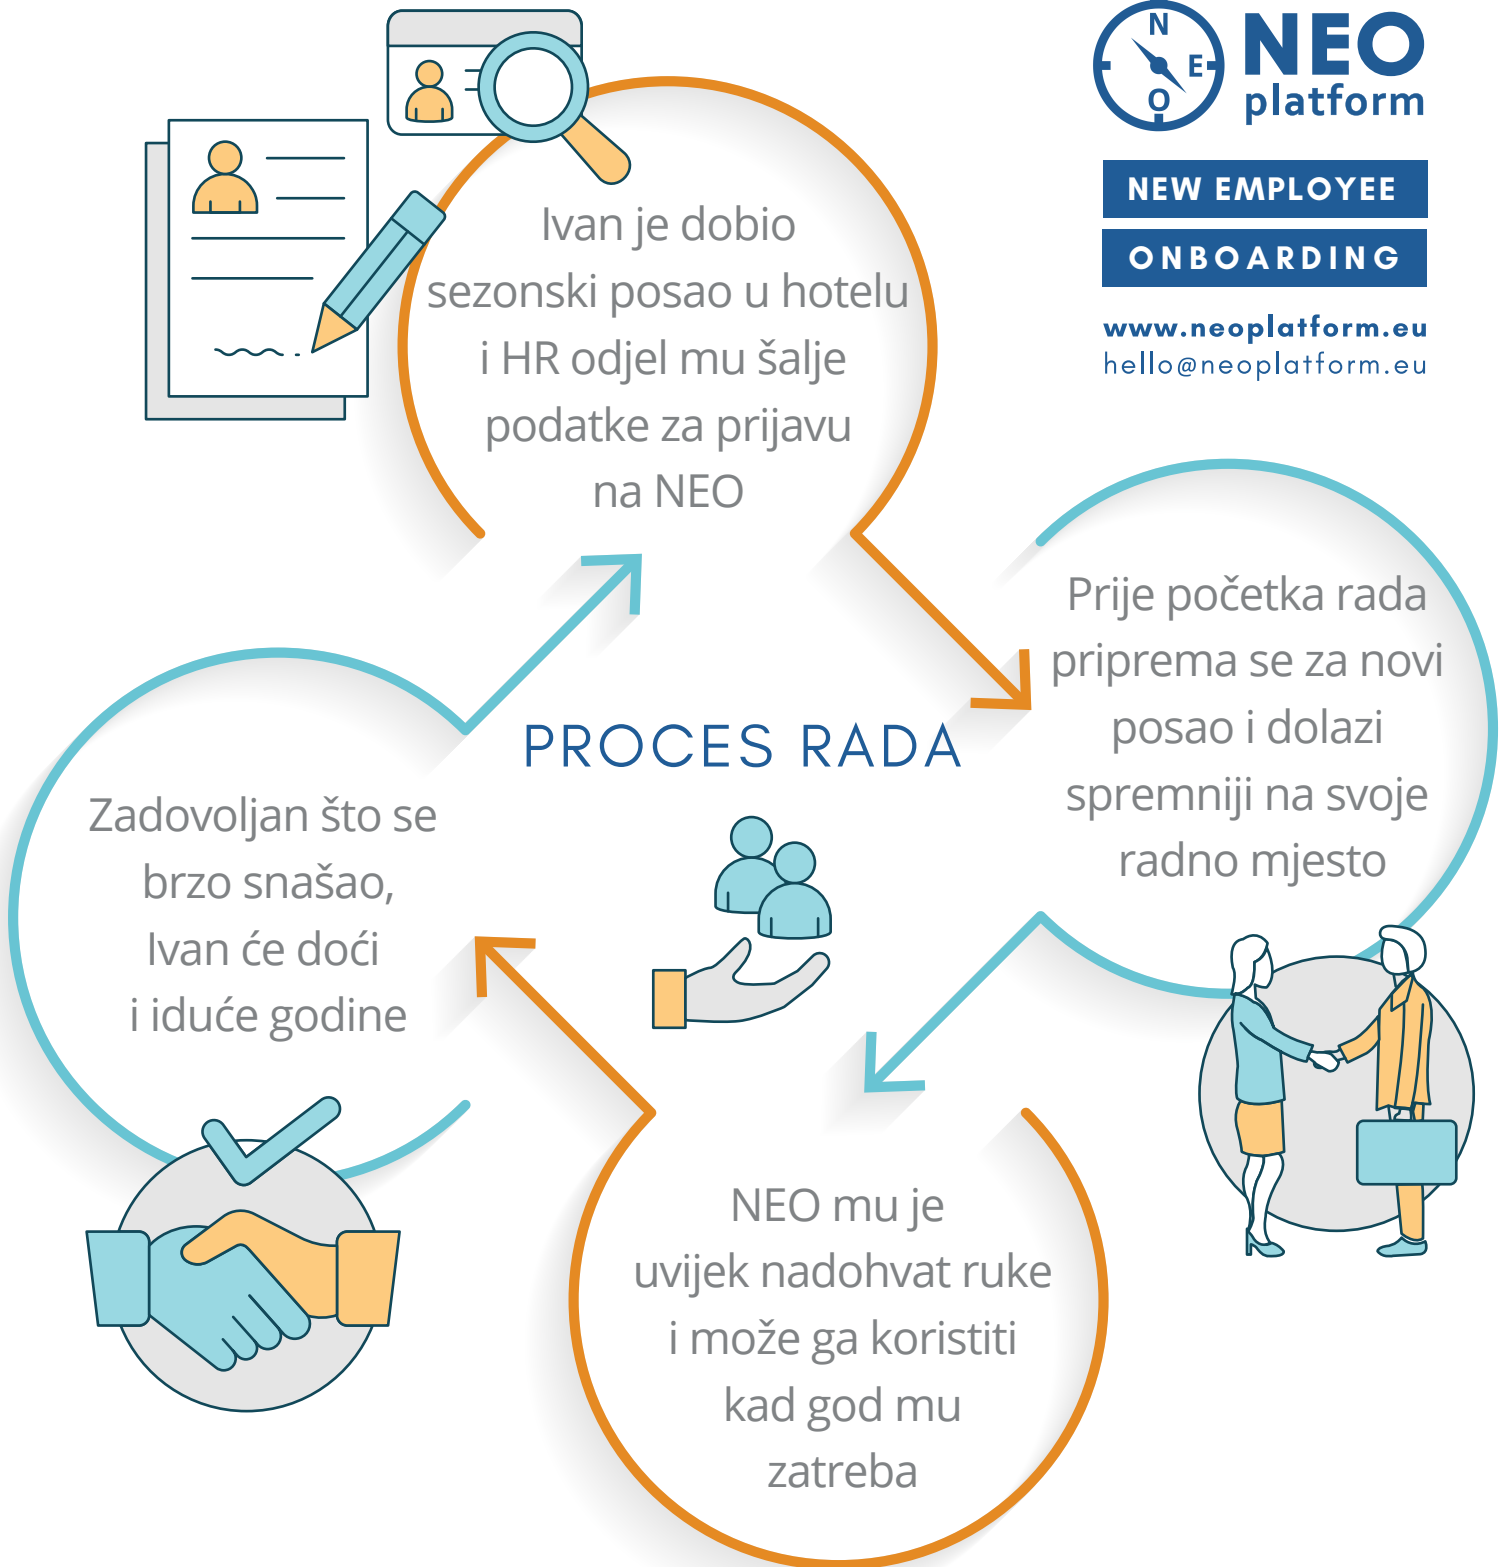 N
E
O
NEO
platform
NEW EMPLOYEE
ONBOARDING
www.neoplatform.eu
hello@neoplatform.eu
Ivan je dobio
sezonski posao u hotelu
i HR odjel mu šalje
podatke za prijavu
na NEO
Prije početka rada
priprema se za novi
posao i dolazi
spremniji na svoje
radno mjesto
PROCES RADA
Zadovoljan što se
brzo snašao,
Ivan će doći
i iduće godine
NEO mu je
uvijek nadohvat ruke
i može ga koristiti
kad god mu
zatreba